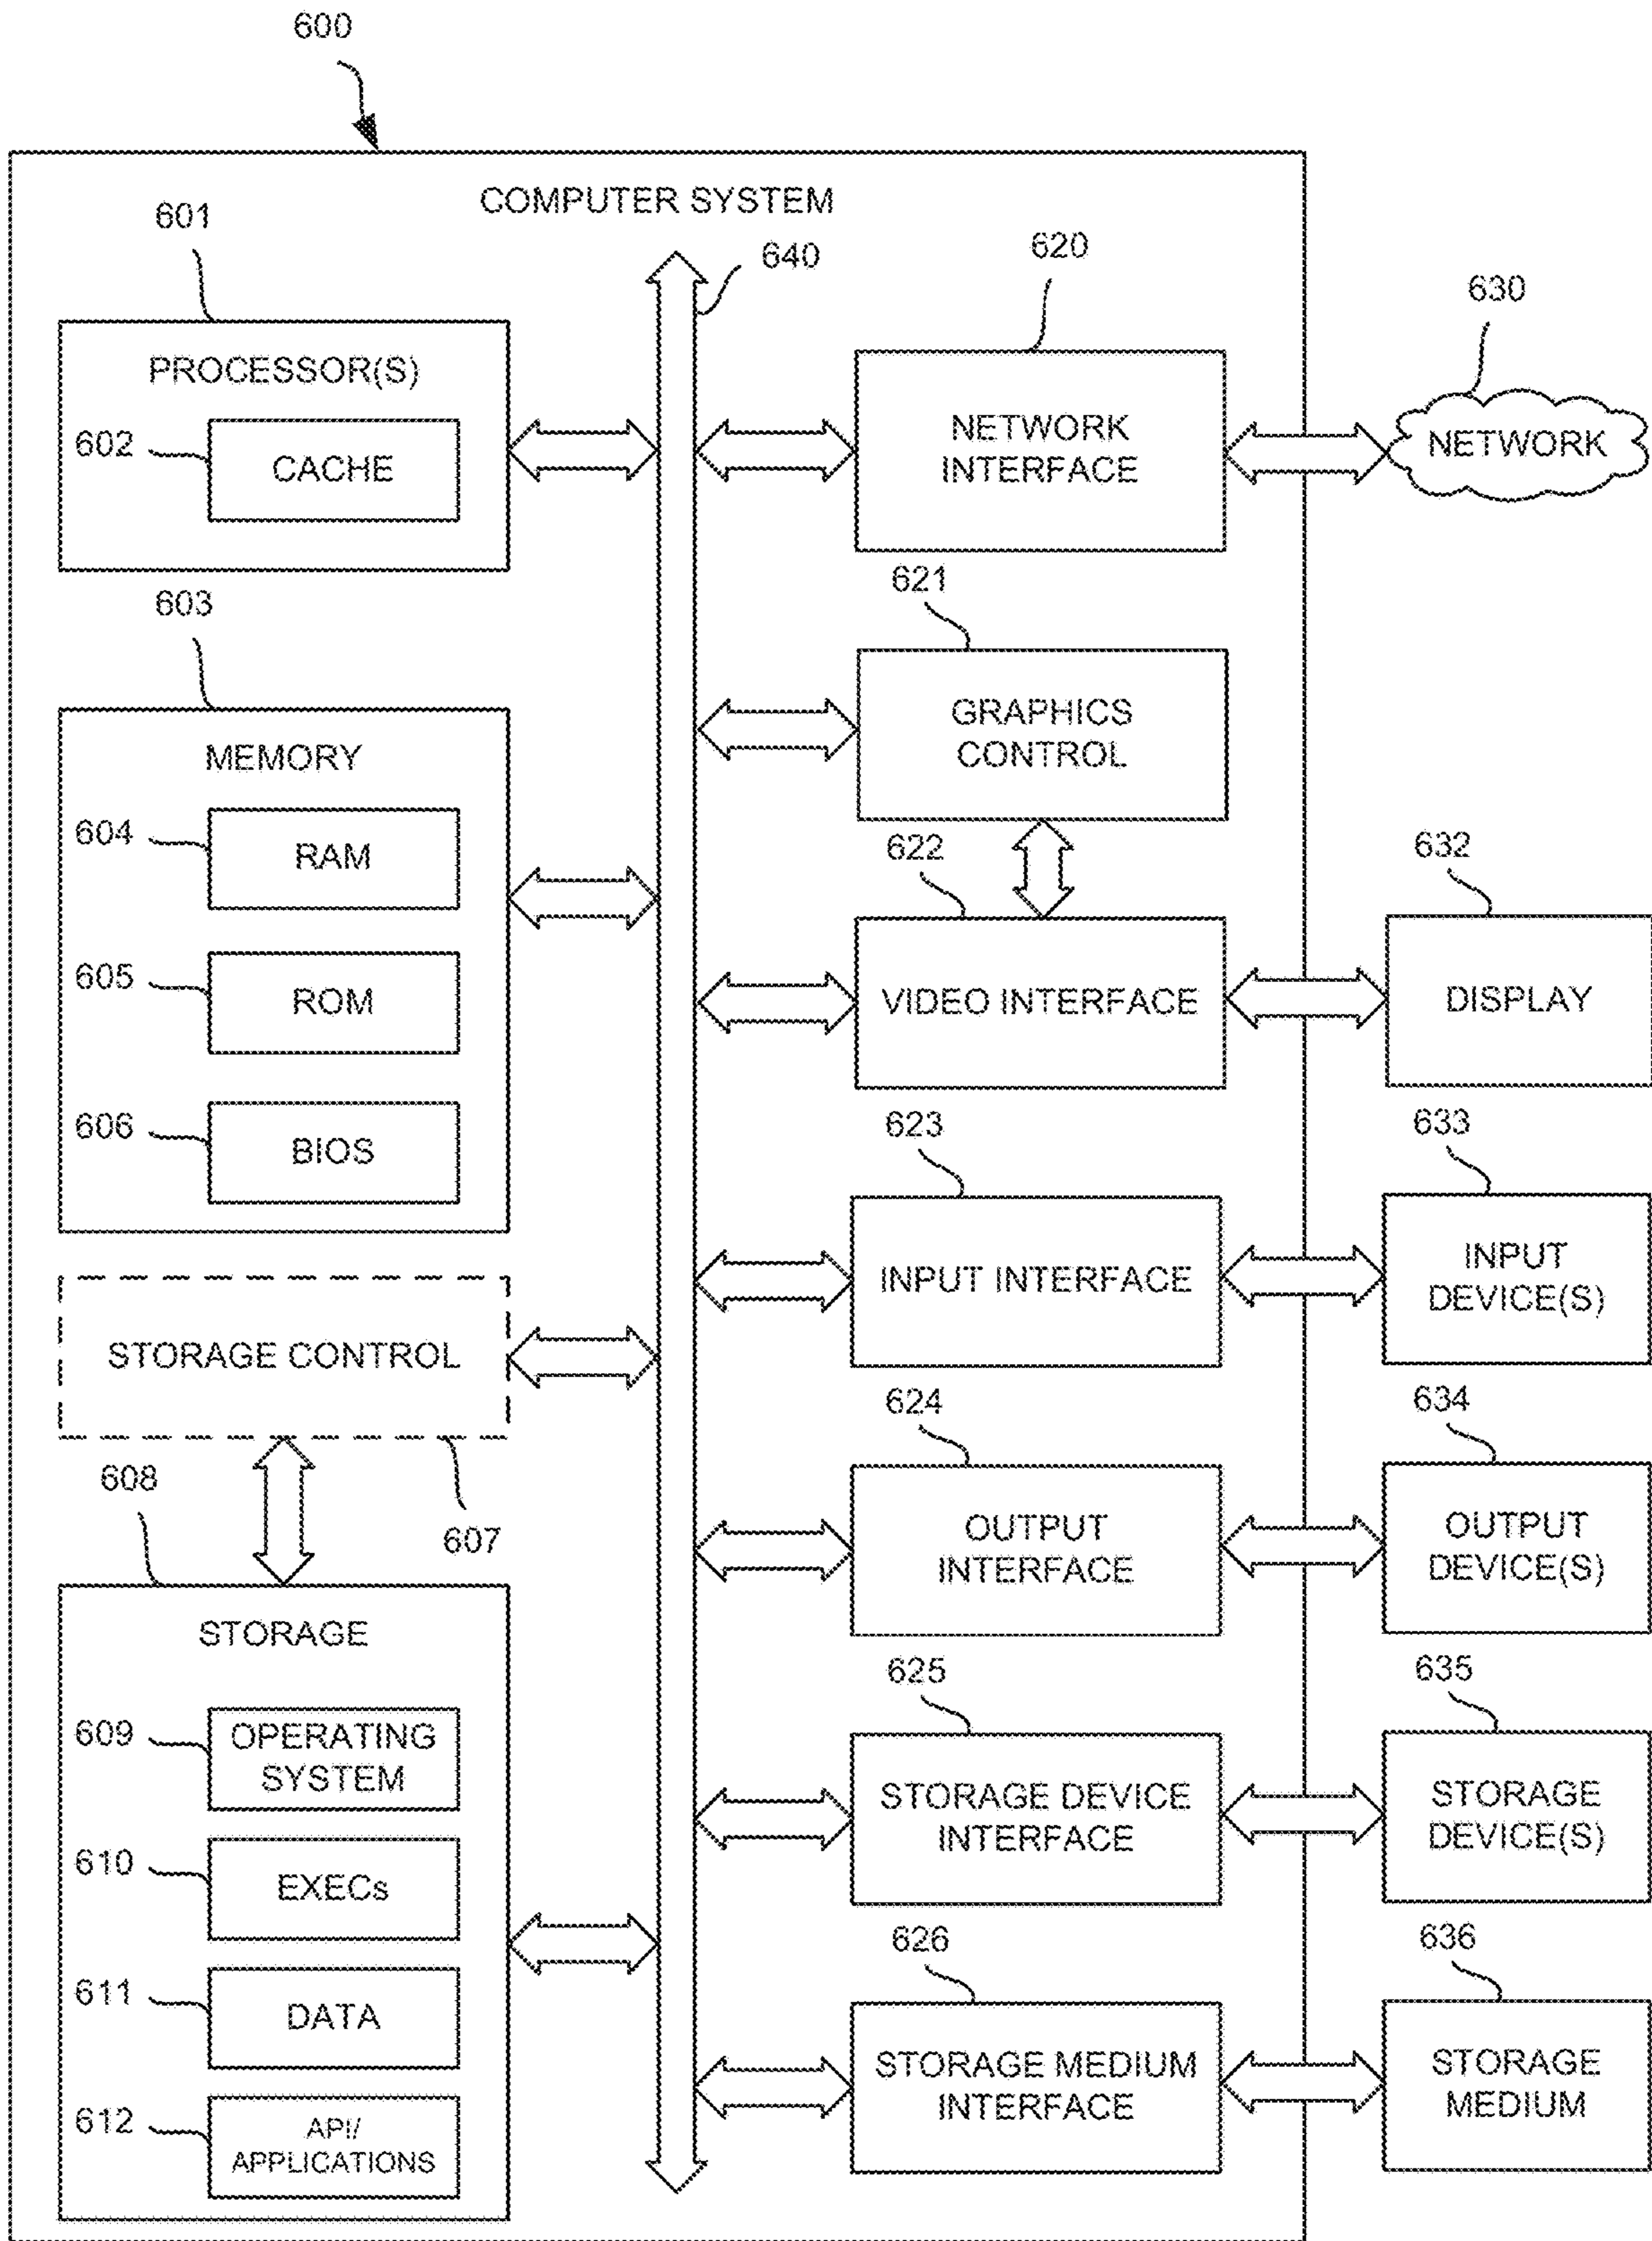 600
COMPUTER SYSTEM
601
640
620
630
PROCESSOR(S)
602
CACHE
NETWORK
INTERFACE
NETWORK
603
621
MEMORY
GRAPHICS
CONTROL
604
RAM
622
632
605
ROM
VIDEO INTERFACE
DISPLAY
606
BIOS
623
633
INPUT INTERFACE
INPUT
DEVICE(S)
STORAGE CONTROL
607
624
634
608
OUTPUT
INTERFACE
OUTPUT
DEVICE(S)
STORAGE
625
635
609
OPERATING
SYSTEM
STORAGE DEVICE
INTERFACE
STORAGE
DEVICE(S)
610
EXECs
626
636
611
DATA
STORAGE MEDIUM
INTERFACE
STORAGE
MEDIUM
612
API/
APPLICATIONS